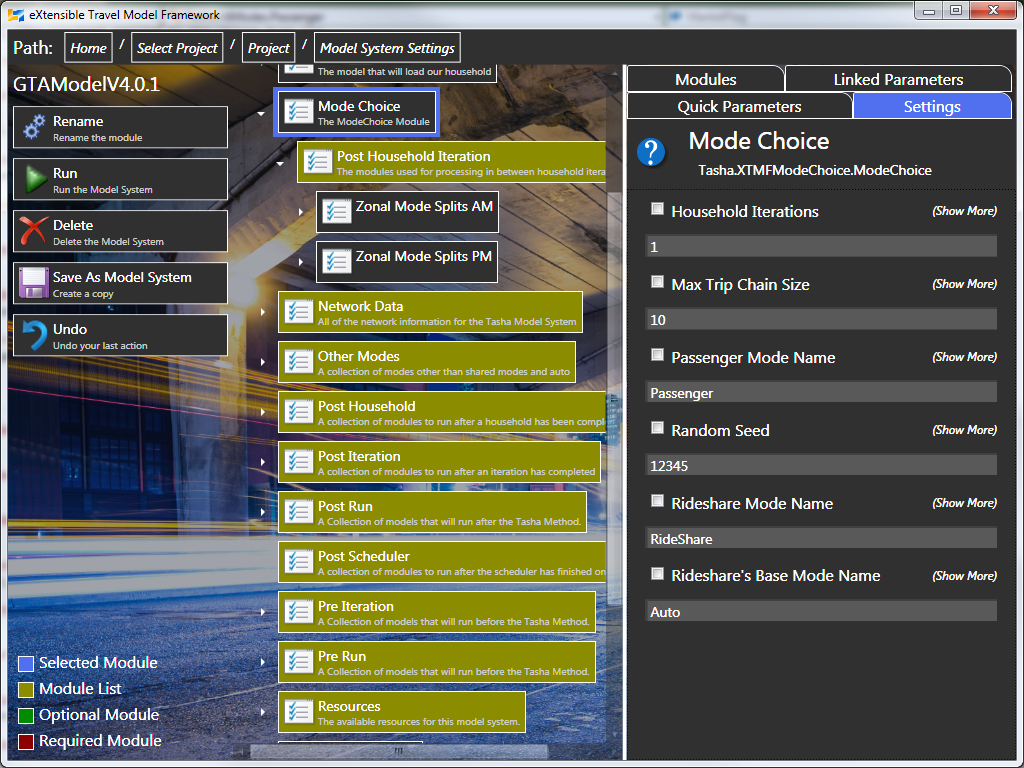 eXtensible Travel Model Framework
Path: Home / Select Project / Project / Model System Settings
GTAModelV4.0.1
Rename
Rename the module
Run
Run the Model System
Delete
Delete the Model System
Save As Model System
Create a copy
Undo
Undo your last action
Selected Module
Module List
Optional Module
Required Module
The model that will load our household
Mode Choice
The ModeChoice Module
Post Household Iteration
The modules used for processing in between household itera
Zonal Mode Splits AM
Zonal Mode Splits PM
Network Data
All of the network information for the Tasha Model System
Other Modes
A collection of modes other than shared modes and auto
Post Household
A collection of modules to run after a household has been compl
Post Iteration
A collection of modules to run after an iteration has completed
Post Run
A Collection of models that will run after the Tasha Method.
Post Scheduler
A collection of modules to run after the scheduler has finished on
Pre Iteration
A Collection of models that will run before the Tasha Method.
Pre Run
A Collection of models that will run before the Tasha Method.
Resources
The available resources for this model system.
Modules
Linked Parameters
Quick Parameters
Settings
Mode Choice
Tasha.XTMFModeChoice.ModeChoice
Household Iterations (Show More)
1
Max Trip Chain Size (Show More)
10
Passenger Mode Name (Show More)
Passenger
Random Seed (Show More)
12345
Rideshare Mode Name (Show More)
RideShare
Rideshare's Base Mode Name (Show More)
Auto